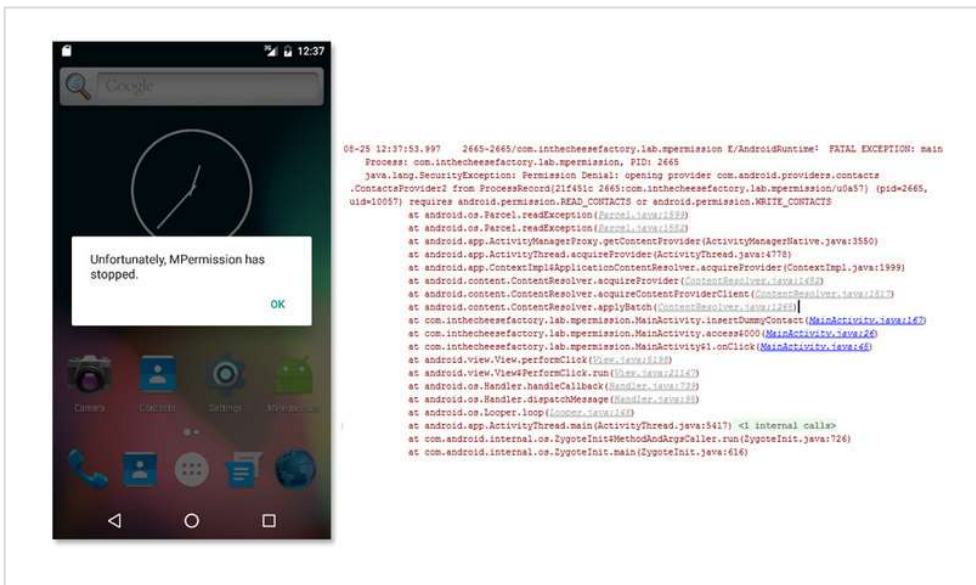 12:37
Google
Unfortunately, MPermission has
stopped.
OK
Camera Contacts Settings MPermission
08-25 12:37:53.997 2665-2665/com.inthecheesefactory.lab.mpermission E/AndroidRuntime: FATAL EXCEPTION: main
Process: com.inthecheesefactory.lab.mpermission, PID: 2665
java.lang.SecurityException: Permission Denial: opening provider com.android.providers.contacts
.ContactsProvider2 from ProcessRecord{21f451c 2665:com.inthecheesefactory.lab.mpermission/u0a57} (pid=2665,
uid=10057) requires android.permission.READ_CONTACTS or android.permission.WRITE_CONTACTS
at android.os.Parcel.readException(Parcel.java:1599)
at android.os.Parcel.readException(Parcel.java:1552)
at android.app.ActivityManagerProxy.getContentProvider(ActivityManagerNative.java:3550)
at android.app.ActivityThread.acquireProvider(ActivityThread.java:4778)
at android.app.ContextImpl$ApplicationContentResolver.acquireProvider(ContextImpl.java:1999)
at android.content.ContentResolver.acquireProvider(ContentResolver.java:1452)
at android.content.ContentResolver.acquireContentProviderClient(ContentResolver.java:1517)
at android.content.ContentResolver.applyBatch(ContentResolver.java:1265)
at com.inthecheesefactory.lab.mpermission.MainActivity.insertDummyContact(MainActivity.java:167)
at com.inthecheesefactory.lab.mpermission.MainActivity.access$000(MainActivity.java:26)
at com.inthecheesefactory.lab.mpermission.MainActivity$1.onClick(MainActivity.java:45)
at android.view.View.performClick(View.java:5198)
at android.view.View$PerformClick.run(View.java:21147)
at android.os.Handler.handleCallback(Handler.java:739)
at android.os.Handler.dispatchMessage(Handler.java:95)
at android.os.Looper.loop(Looper.java:148)
at android.app.ActivityThread.main(ActivityThread.java:5417) <1 internal calls>
at com.android.internal.os.ZygoteInit$MethodAndArgsCaller.run(ZygoteInit.java:726)
at com.android.internal.os.ZygoteInit.main(ZygoteInit.java:616)